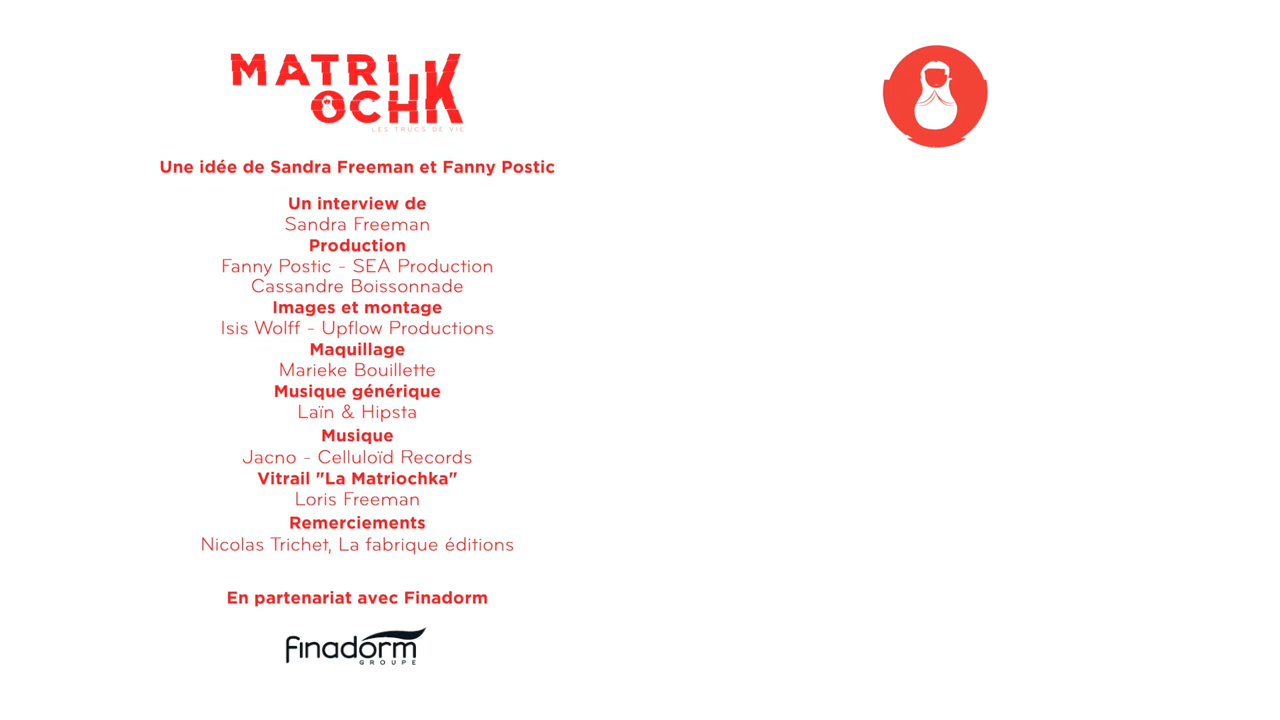 MATRI
OCHK
LES TRUCS DE VIE
Une idée de Sandra Freeman et Fanny Postic
Un interview de
Sandra Freeman
Production
Fanny Postic - SEA Production
Cassandre Boissonnade
Images et montage
Isis Wolff - Upflow Productions
Maquillage
Marieke Bouillette
Musique générique
Laïn & Hipsta
Musique
Jacno - Celluloïd Records
Vitrail "La Matriochka"
Loris Freeman
Remerciements
Nicolas Trichet, La fabrique éditions
En partenariat avec Finadorm
finadorm
GROUPE